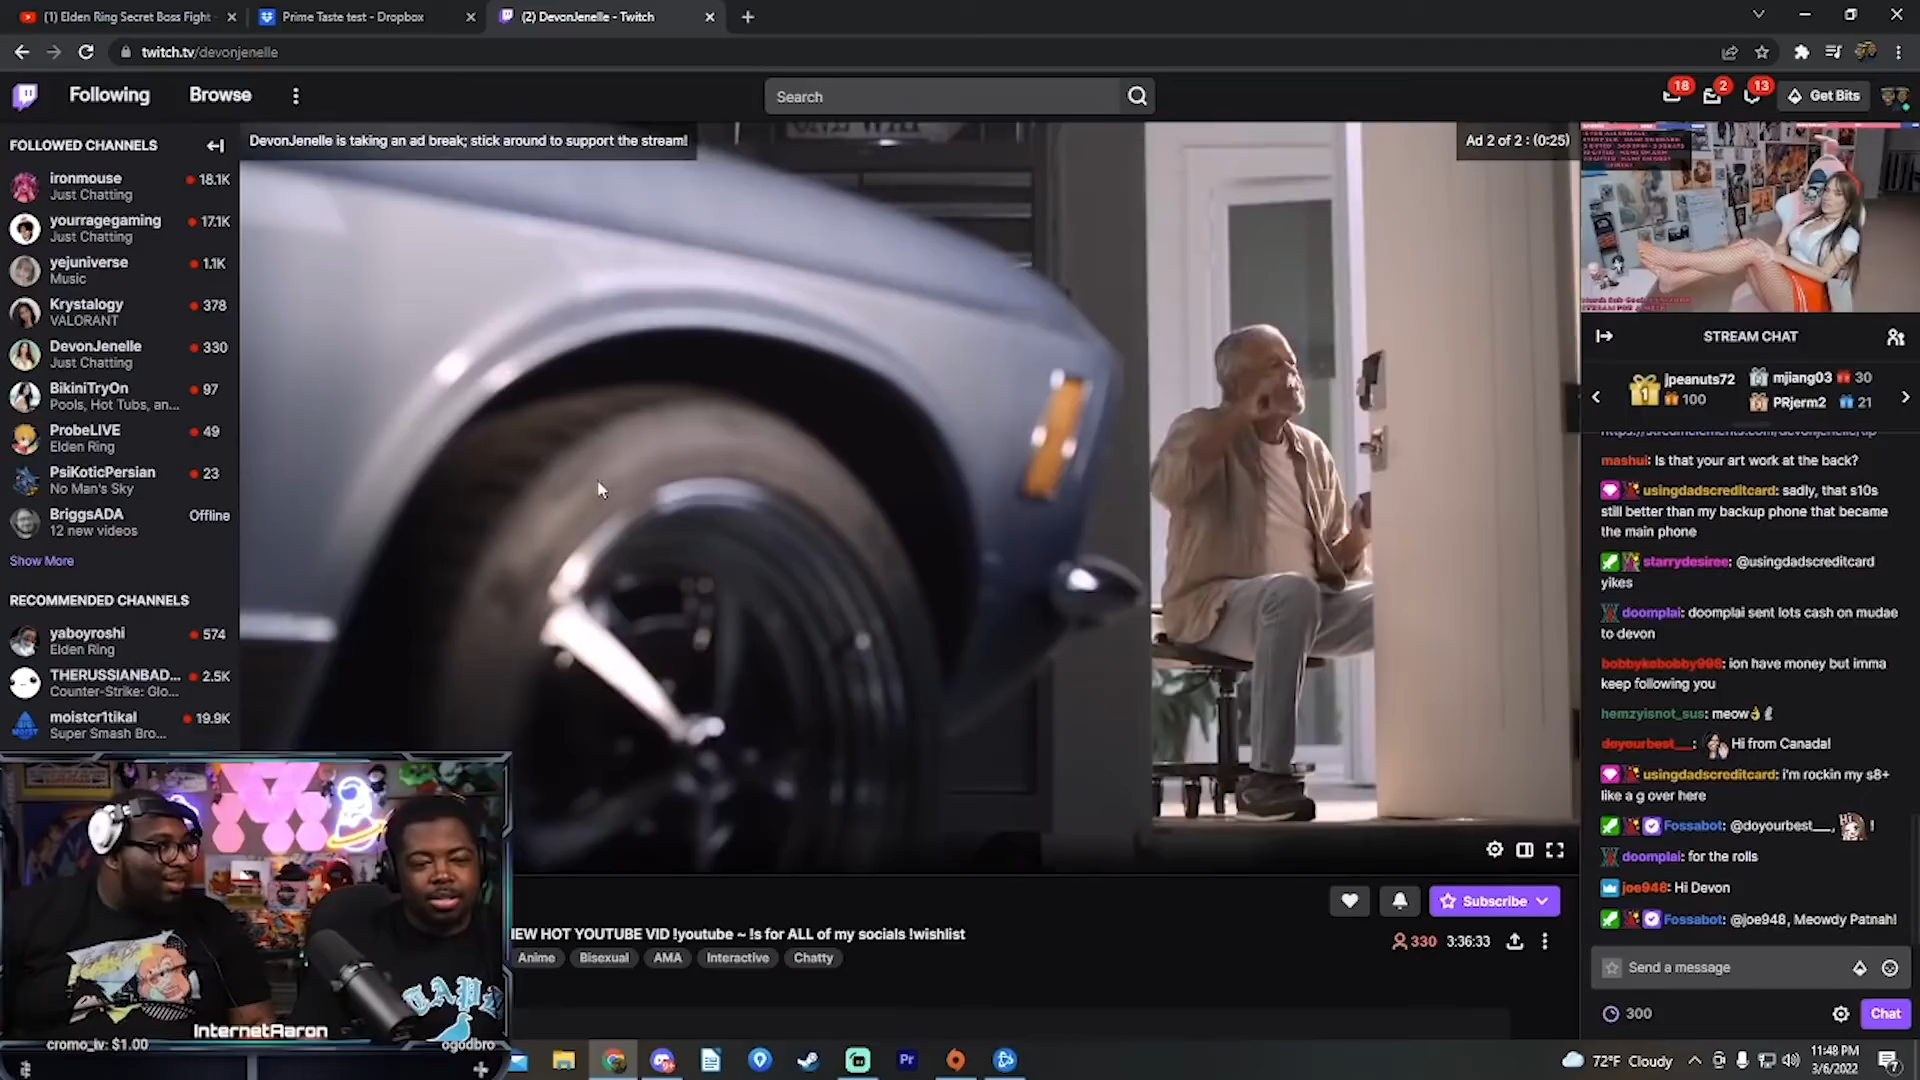 (1) Elden Ring Secret Boss Fight
Prime Taste test - Dropbox
(2) DevonJenelle - Twitch
twitch.tv/devonjenelle
Following
Browse
Search
18
2
13
Get Bits
FOLLOWED CHANNELS
ironmouse
18.1K
Just Chatting
yourragegaming
17.1K
Just Chatting
yejuniverse
1.1K
Music
Krystalogy
378
VALORANT
DevonJenelle
330
Just Chatting
BikiniTryOn
97
Pools, Hot Tubs, an...
ProbeLIVE
49
Elden Ring
PsiKoticPersian
23
No Man's Sky
BriggsADA
Offline
12 new videos
Show More
RECOMMENDED CHANNELS
yaboyroshi
574
Elden Ring
THERUSSIANBAD...
2.5K
Counter-Strike: Glo...
moistcr1tikal
19.9K
Super Smash Bro...
DevonJenelle is taking an ad break; stick around to support the stream!
Ad 2 of 2 : (0:25)
STREAM CHAT
jpeanuts72
100
mjiang03 30
PRjerm2 21
https://streamelements.com/devonjenelle/tip
mashui: Is that your art work at the back?
usingdadscreditcard: sadly, that s10s
still better than my backup phone that became
the main phone
starrydesiree: @usingdadscreditcard
yikes
doomplai: doomplai sent lots cash on mudae
to devon
bobbykebobby998: ion have money but imma
keep following you
hemzyisnot_sus: meow👌✌
doyourbest__: Hi from Canada!
usingdadscreditcard: i'm rockin my s8+
like a g over here
Fossabot: @doyourbest__, !
doomplai: for the rolls
joe948: Hi Devon
Fossabot: @joe948, Meowdy Patnah!
Send a message
300
Chat
Subscribe
IEW HOT YOUTUBE VID !youtube ~ !s for ALL of my socials !wishlist
330
3:36:33
Anime
Bisexual
AMA
Interactive
Chatty
InternetAaron
cromo_iv: $1.00
ogodbro
Pr
72°F Cloudy
11:48 PM
3/6/2022
7